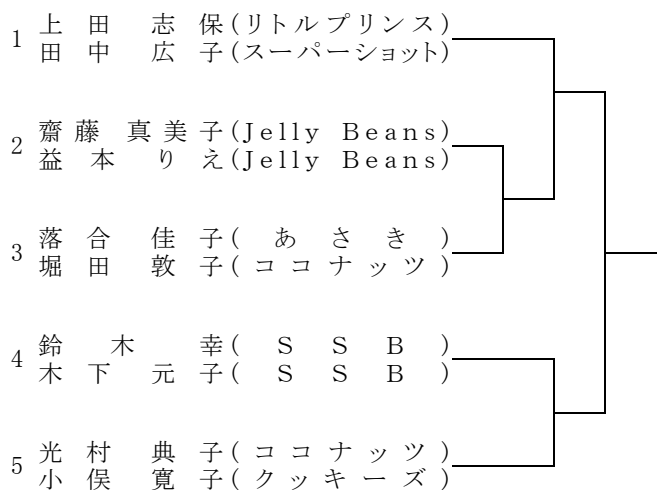 1 上田志保(リトルプリンス)
田中広子(スーパーショット)
2 齋藤真美子(Jelly Beans)
益本りえ(Jelly Beans)
3 落合佳子(あさき)
堀田敦子(ココナッツ)
4 鈴木幸(SSB)
木下元子(SSB)
5 光村典子(ココナッツ)
小俣寛子(クッキーズ)